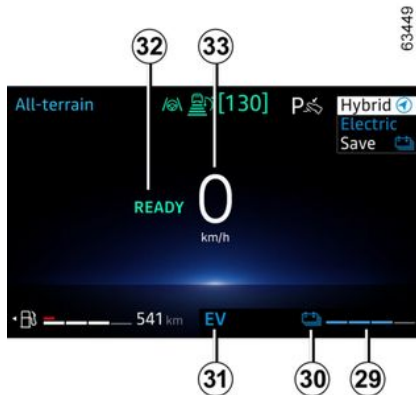 63449
32
33
All-terrain
[130]
P
Hybrid
Electric
Save
READY
0
km/h
541 km
EV
31
30
29